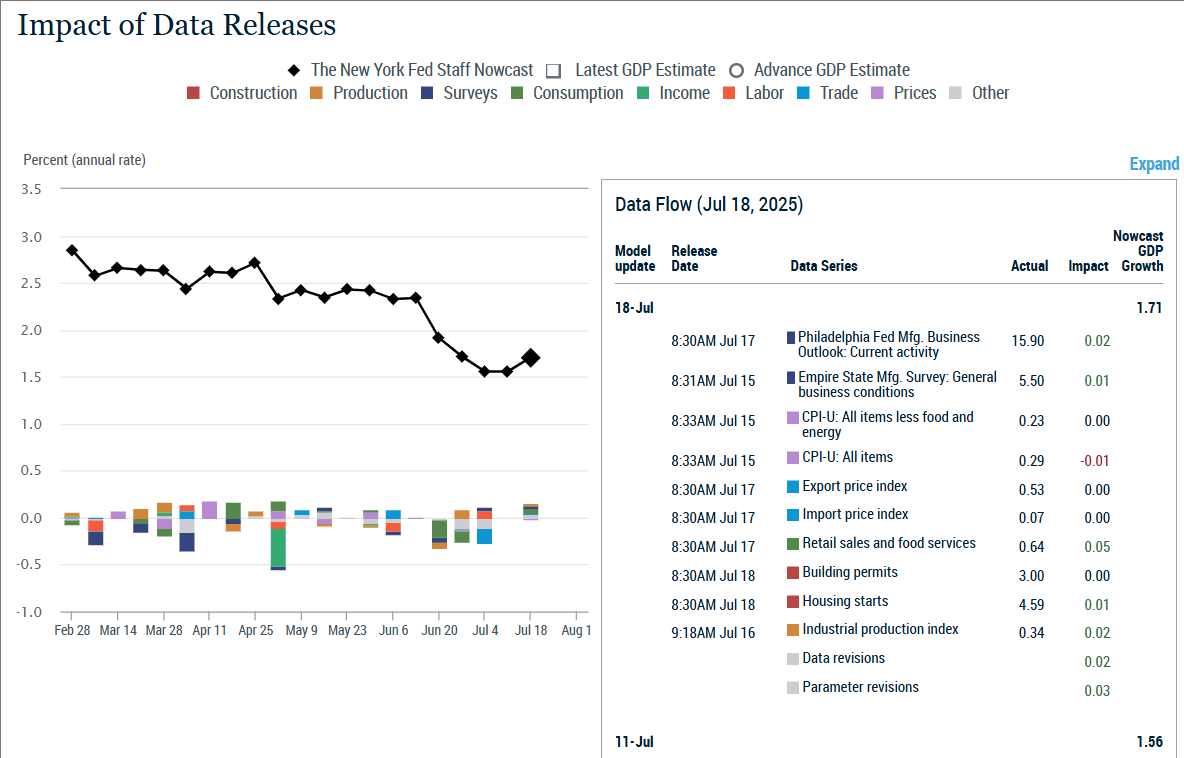 Impact of Data Releases
The New York Fed Staff Nowcast Latest GDP Estimate Advance GDP Estimate
Construction Production Surveys Consumption Income Labor Trade Prices Other
Percent (annual rate)
3.5
3.0
2.5
2.0
1.5
1.0
0.5
0.0
-0.5
-1.0
Feb 28 Mar 14 Mar 28 Apr 11 Apr 25 May 9 May 23 Jun 6 Jun 20 Jul 4 Jul 18 Aug 1
Expand
Data Flow (Jul 18, 2025)
Model update Release Date Data Series Actual Impact Nowcast GDP Growth
18-Jul 1.71
8:30AM Jul 17 Philadelphia Fed Mfg. Business Outlook: Current activity 15.90 0.02
8:31AM Jul 15 Empire State Mfg. Survey: General business conditions 5.50 0.01
8:33AM Jul 15 CPI-U: All items less food and energy 0.23 0.00
8:33AM Jul 15 CPI-U: All items 0.29 -0.01
8:30AM Jul 17 Export price index 0.53 0.00
8:30AM Jul 17 Import price index 0.07 0.00
8:30AM Jul 17 Retail sales and food services 0.64 0.05
8:30AM Jul 18 Building permits 3.00 0.00
8:30AM Jul 18 Housing starts 4.59 0.01
9:18AM Jul 16 Industrial production index 0.34 0.02
Data revisions 0.02
Parameter revisions 0.03
11-Jul 1.56